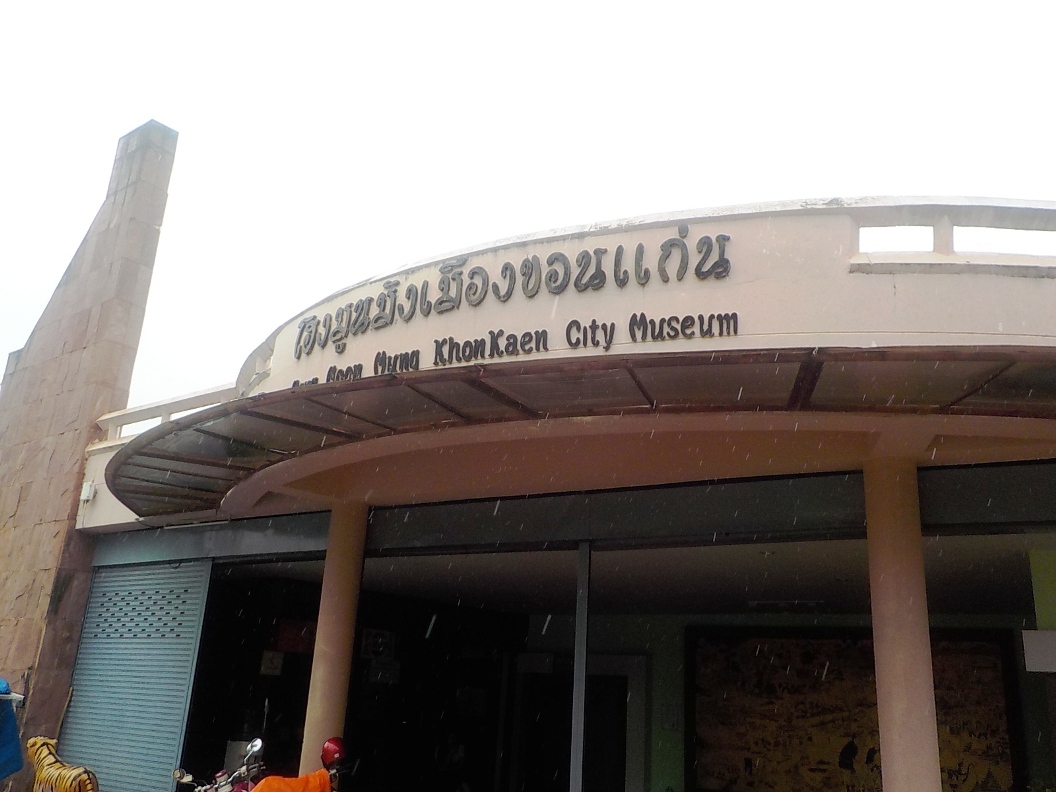 โฮงมูนมังเมืองขอนแก่น
Moon Mung KhonKaen City Museum